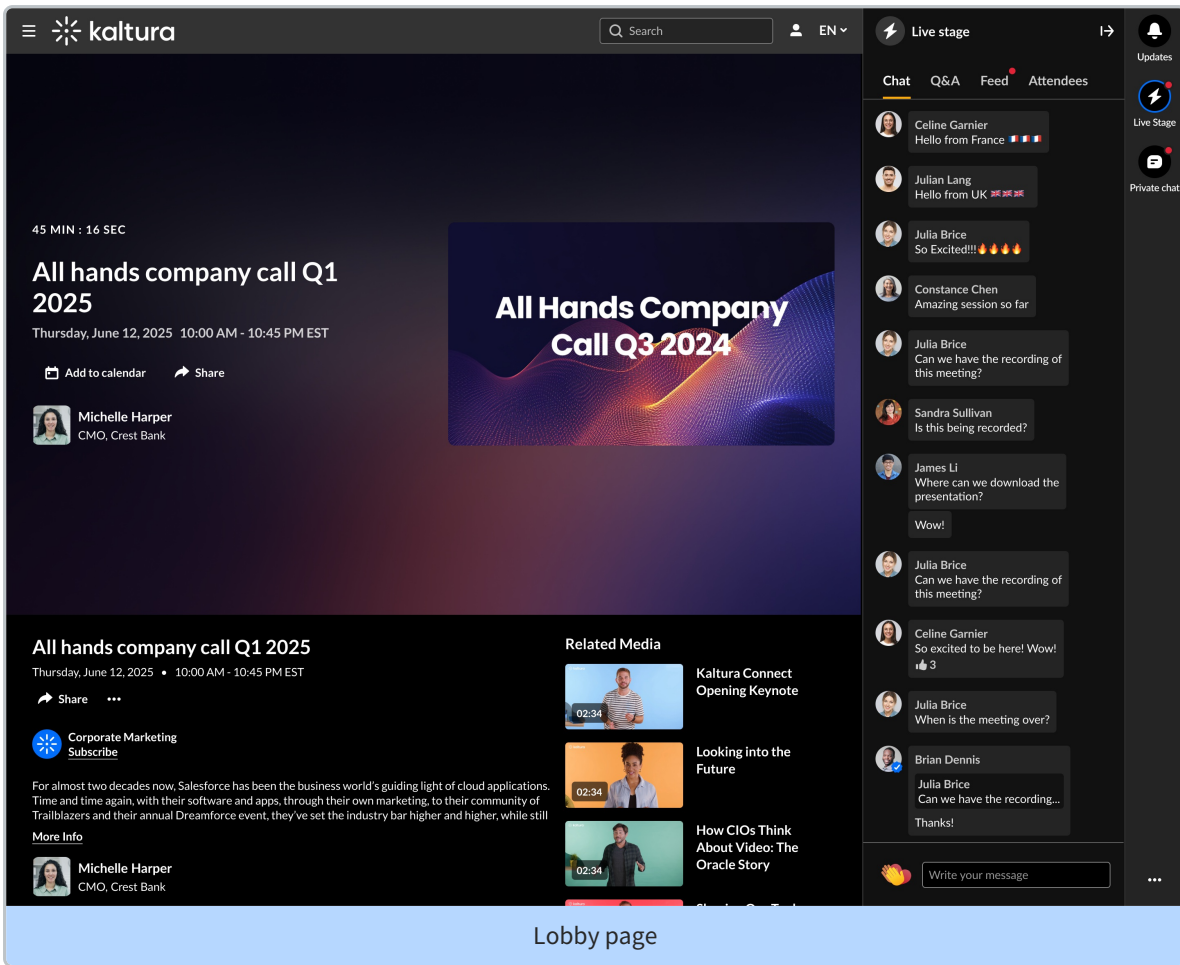 kaltura
Search
EN
45 MIN : 16 SEC
All hands company call Q1
2025
Thursday, June 12, 2025 10:00 AM - 10:45 PM EST
Add to calendar
Share
Michelle Harper
CMO, Crest Bank
All Hands Company
Call Q3 2024
All hands company call Q1 2025
Thursday, June 12, 2025 • 10:00 AM - 10:45 PM EST
Share
Corporate Marketing
Subscribe
For almost two decades now, Salesforce has been the business world's guiding light of cloud applications.
Time and time again, with their software and apps, through their own marketing, to their community of
Trailblazers and their annual Dreamforce event, they've set the industry bar higher and higher, while still
More Info
Michelle Harper
CMO, Crest Bank
Related Media
02:34
Kaltura Connect
Opening Keynote
02:34
Looking into the
Future
02:34
How CIOs Think
About Video: The
Oracle Story
Live stage
Chat
Q&A
Feed
Attendees
Celine Garnier
Hello from France 🇫🇷🇫🇷🇫🇷
Julian Lang
Hello from UK 🇬🇧🇬🇧🇬🇧
Julia Brice
So Excited!!!🔥🔥🔥🔥
Constance Chen
Amazing session so far
Julia Brice
Can we have the recording of
this meeting?
Sandra Sullivan
Is this being recorded?
James Li
Where can we download the
presentation?
Wow!
Julia Brice
Can we have the recording of
this meeting?
Celine Garnier
So excited to be here! Wow!
3
Julia Brice
When is the meeting over?
Brian Dennis
Julia Brice
Can we have the recording...
Thanks!
Write your message
Updates
Live Stage
Private chat
Lobby page